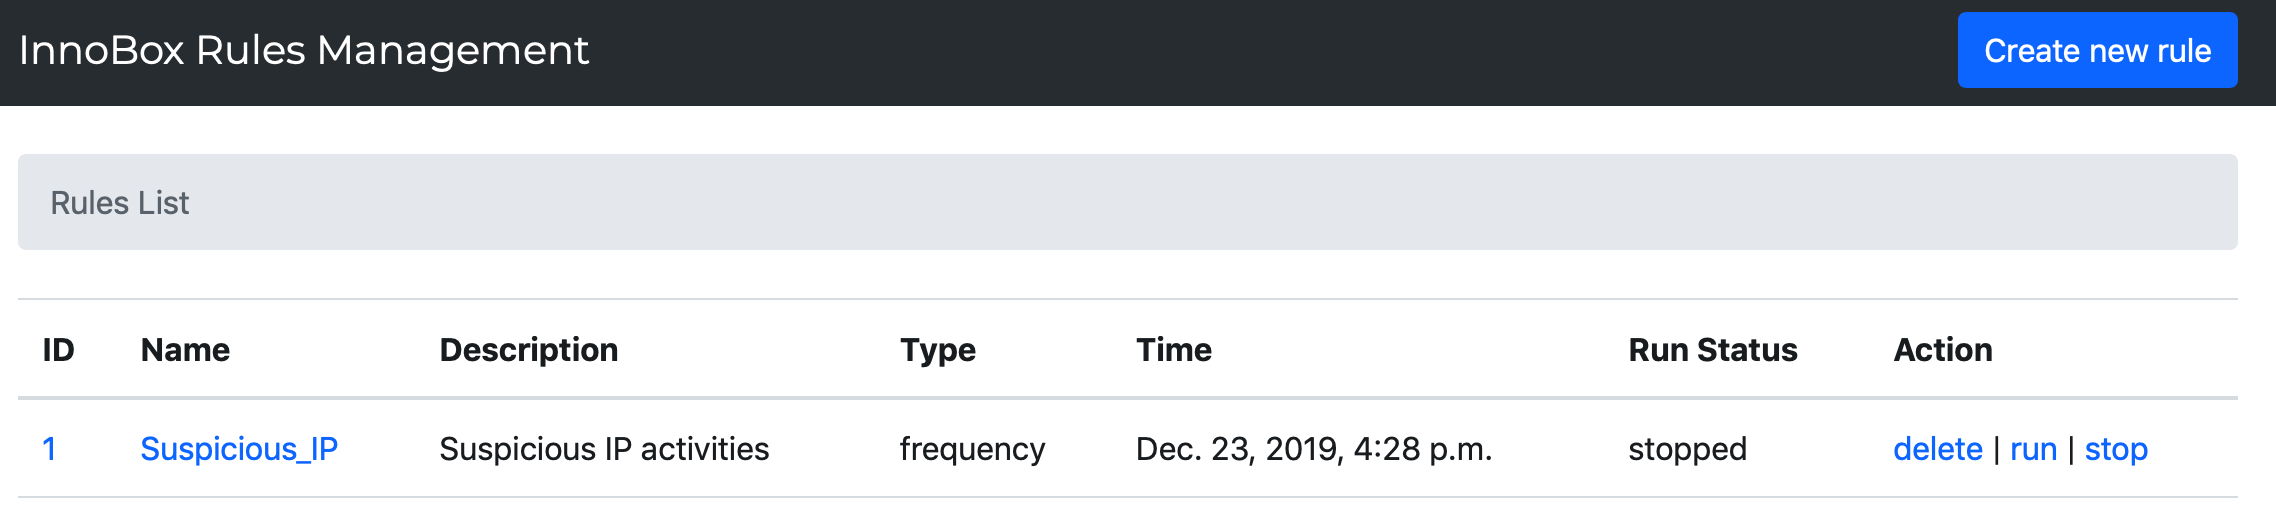 InnoBox Rules Management
Create new rule
Rules List
ID Name Description Type Time Run Status Action
1 Suspicious_IP Suspicious IP activities frequency Dec. 23, 2019, 4:28 p.m. stopped delete | run | stop